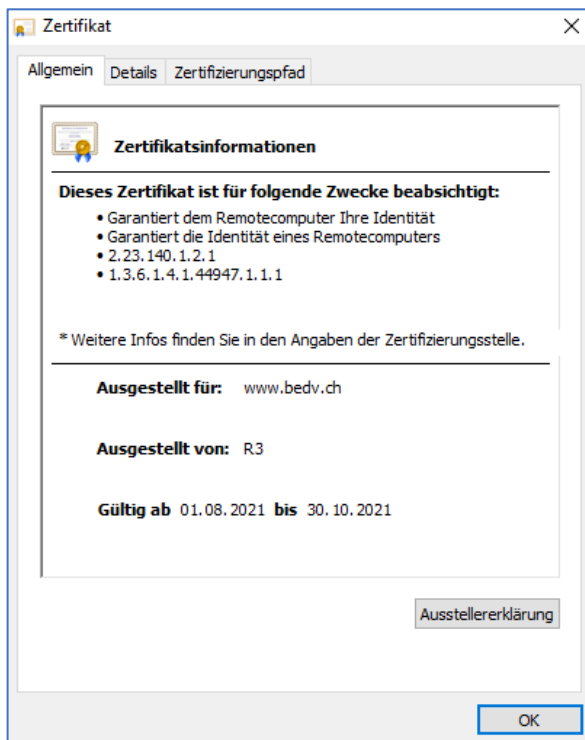 Zertifikat
Allgemein Details Zertifizierungspfad
Zertifikatsinformationen
Dieses Zertifikat ist für folgende Zwecke beabsichtigt:
• Garantiert dem Remotecomputer Ihre Identität
• Garantiert die Identität eines Remotecomputers
• 2.23.140.1.2.1
• 1.3.6.1.4.1.44947.1.1.1
* Weitere Infos finden Sie in den Angaben der Zertifizierungsstelle.
Ausgestellt für: www.bedv.ch
Ausgestellt von: R3
Gültig ab 01.08.2021 bis 30.10.2021
Ausstellererklärung
OK